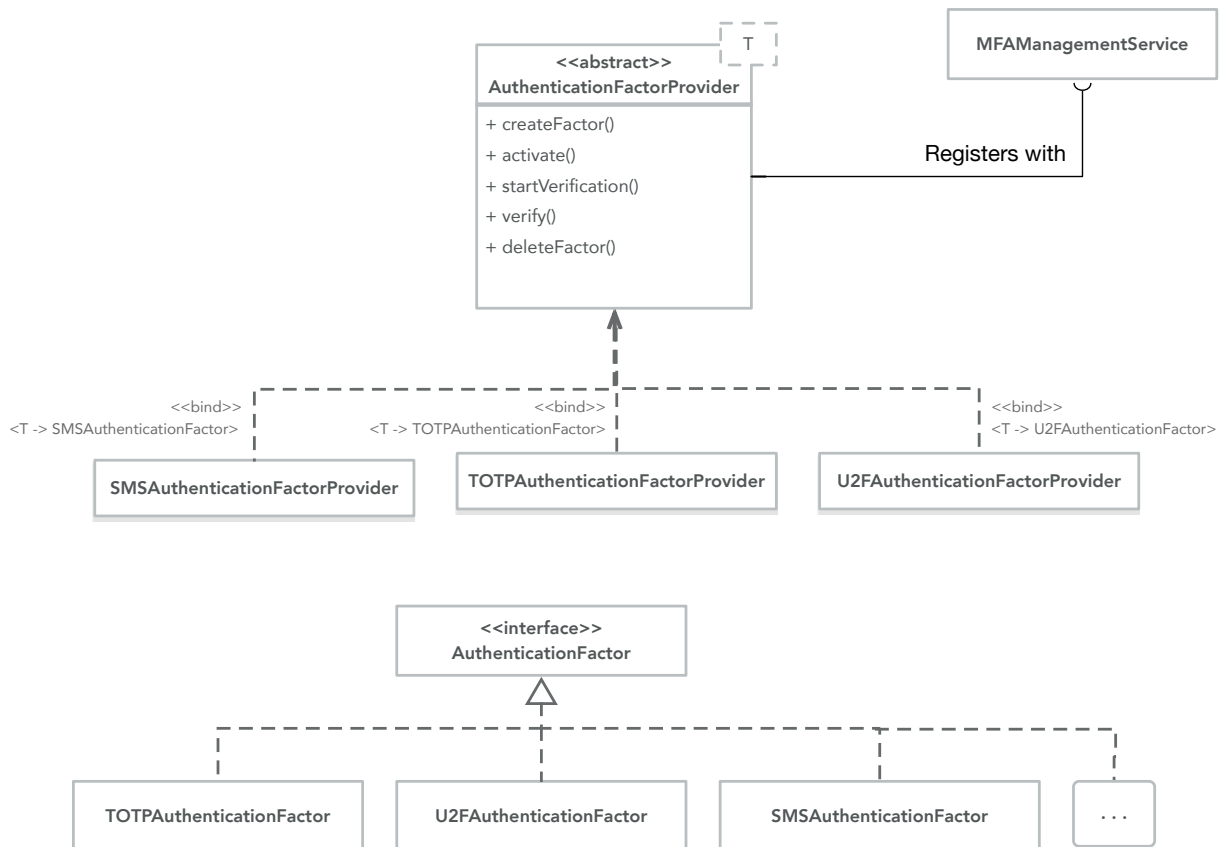 T
MFAManagementService
<<abstract>>
AuthenticationFactorProvider
+ createFactor()
+ activate()
+ startVerification()
+ verify()
+ deleteFactor()
Registers with
<<bind>>
<T -> SMSAuthenticationFactor>
<<bind>>
<T -> TOTPAuthenticationFactor>
<<bind>>
<T -> U2FAuthenticationFactor>
SMSAuthenticationFactorProvider
TOTPAuthenticationFactorProvider
U2FAuthenticationFactorProvider
<<interface>>
AuthenticationFactor
TOTPAuthenticationFactor
U2FAuthenticationFactor
SMSAuthenticationFactor
...